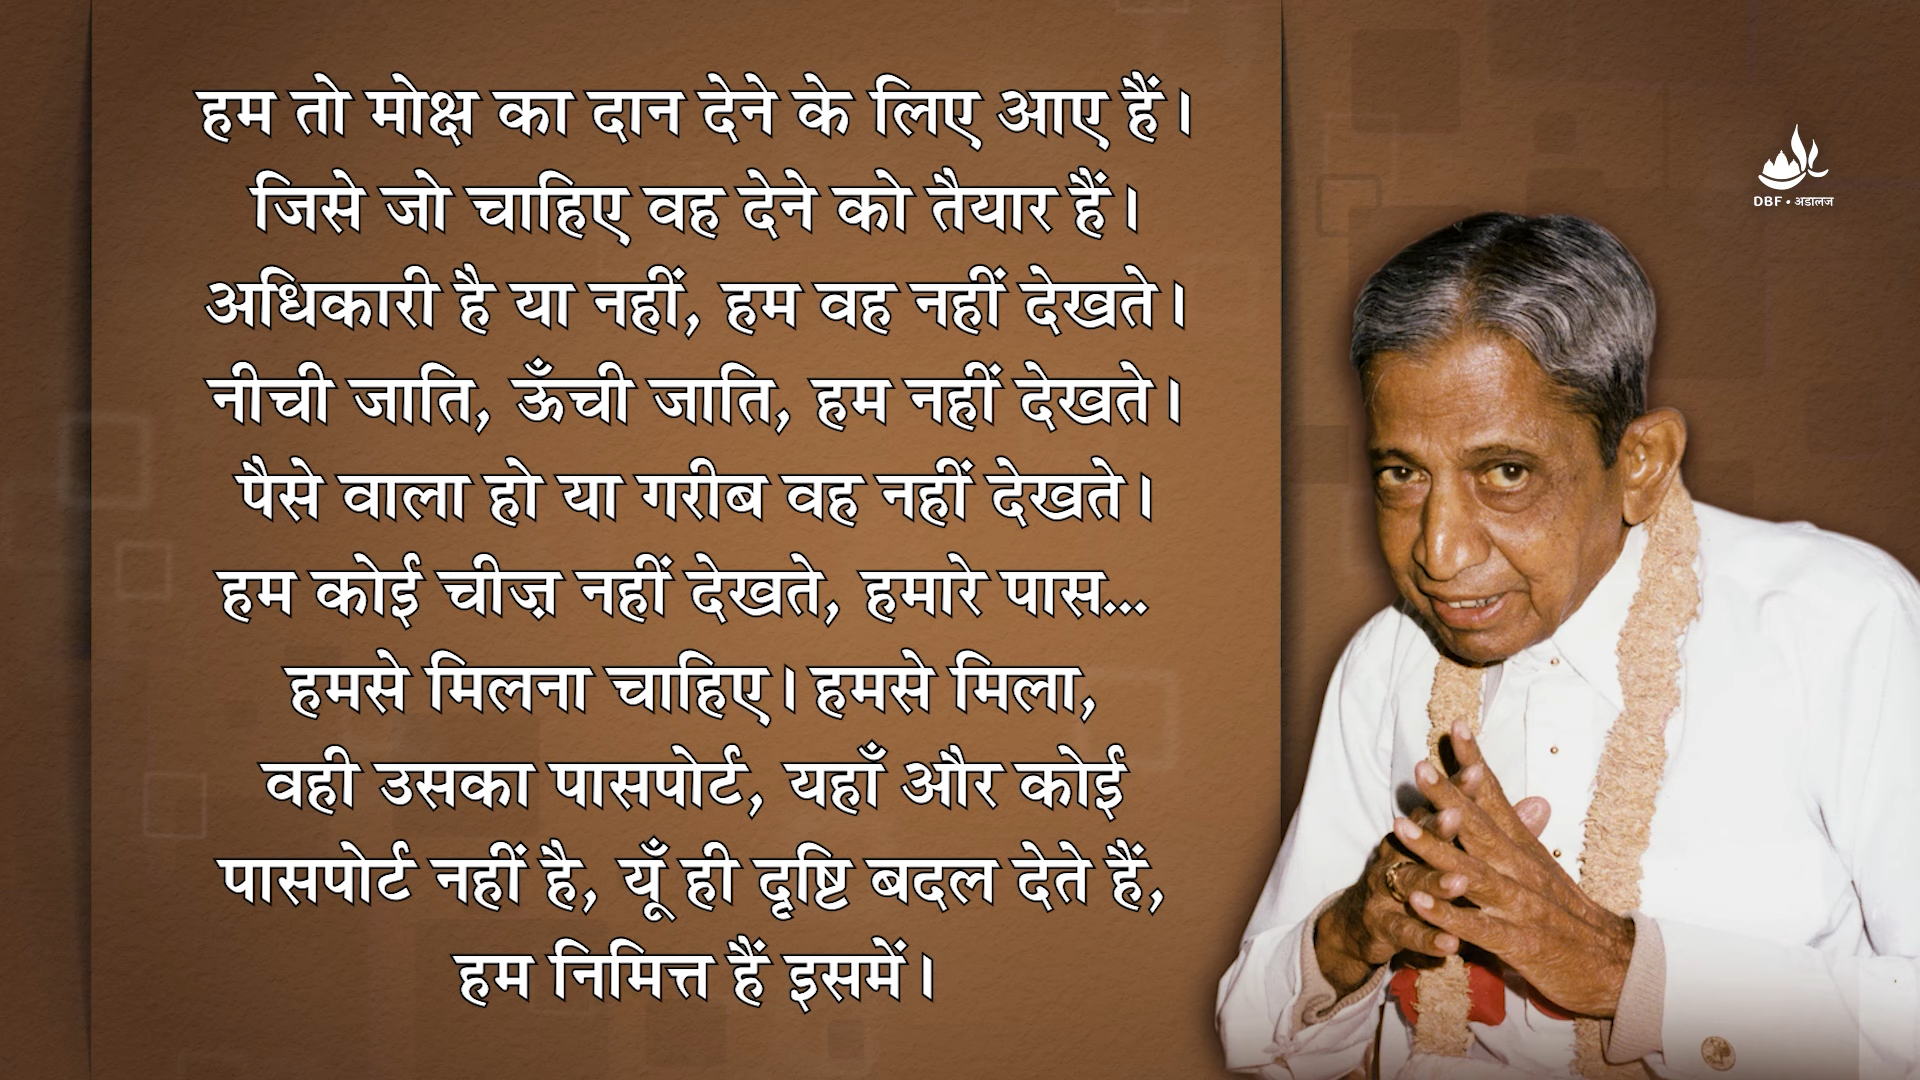 हम तो मोक्ष का दान देने के लिए आए हैं।
जिसे जो चाहिए वह देने को तैयार हैं।
अधिकारी है या नहीं, हम वह नहीं देखते।
नीची जाति, ऊँची जाति, हम नहीं देखते।
पैसे वाला हो या गरीब वह नहीं देखते।
हम कोई चीज़ नहीं देखते, हमारे पास...
हमसे मिलना चाहिए। हमसे मिला,
वही उसका पासपोर्ट, यहाँ और कोई
पासपोर्ट नहीं है, यूँ ही दृष्टि बदल देते हैं,
हम निमित्त हैं इसमें।
DBF • अडालज